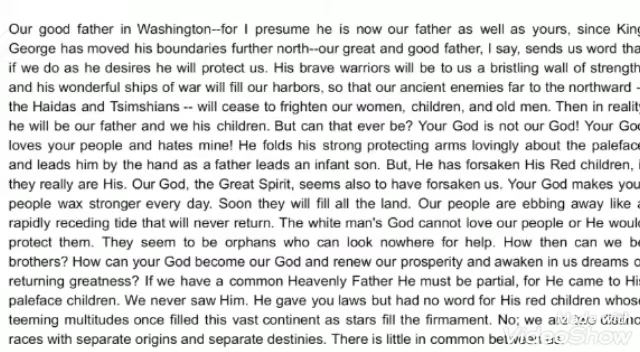 Our good father in Washington--for I presume he is now our father as well as yours, since King
George has moved his boundaries further north--our great and good father, I say, sends us word that
if we do as he desires he will protect us. His brave warriors will be to us a bristling wall of strength
and his wonderful ships of war will fill our harbors, so that our ancient enemies far to the northward -
the Haidas and Tsimshians -- will cease to frighten our women, children, and old men. Then in reality
he will be our father and we his children. But can that ever be? Your God is not our God! Your God
loves your people and hates mine! He folds his strong protecting arms lovingly about the paleface
and leads him by the hand as a father leads an infant son. But, He has forsaken His Red children,
they really are His. Our God, the Great Spirit, seems also to have forsaken us. Your God makes you
people wax stronger every day. Soon they will fill all the land. Our people are ebbing away like a
rapidly receding tide that will never return. The white man's God cannot love our people or He would
protect them. They seem to be orphans who can look nowhere for help. How then can we be
brothers? How can your God become our God and renew our prosperity and awaken in us dreams o
returning greatness? If we have a common Heavenly Father He must be partial, for He came to His
paleface children. We never saw Him. He gave you laws but had no word for His red children whose
teeming multitudes once filled this vast continent as stars fill the firmament. No; we are two distinc
races with separate origins and separate destinies. There is little in common between us.
Made with
VideoShow